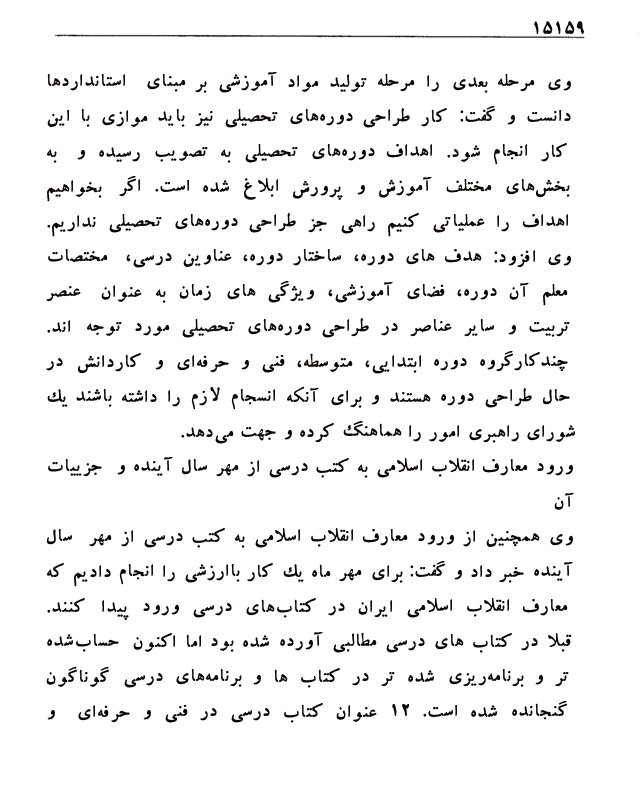 ۱۵۱۵۹
وی مرحله بعدی را مرحله تولید مواد آموزشی بر مبنای استانداردها
دانست و گفت: کار طراحی دوره‌های تحصیلی نیز باید موازی با این
کار انجام شود. اهداف دوره‌های تحصیلی به تصویب رسیده و به
بخش‌های مختلف آموزش و پرورش ابلاغ شده است. اگر بخواهیم
اهداف را عملیاتی کنیم راهی جز طراحی دوره‌های تحصیلی نداریم.
وی افزود: هدف های دوره، ساختار دوره، عناوین درسی، مختصات
معلم آن دوره، فضای آموزشی، ویژگی های زمان به عنوان عنصر
تربیت و سایر عناصر در طراحی دوره‌های تحصیلی مورد توجه اند.
چندکارگروه دوره ابتدایی، متوسطه، فنی و حرفه‌ای و کاردانش در
حال طراحی دوره هستند و برای آنکه انسجام لازم را داشته باشند یك
شورای راهبری امور را هماهنگ کرده و جهت می‌دهد.
ورود معارف انقلاب اسلامی به کتب درسی از مهر سال آینده و جزییات
آن
وی همچنین از ورود معارف انقلاب اسلامی به کتب درسی از مهر سال
آینده خبر داد و گفت: برای مهر ماه یك کار باارزشی را انجام دادیم که
معارف انقلاب اسلامی ایران در کتاب‌های درسی ورود پیدا کنند.
قبلا در کتاب های درسی مطالبی آورده شده بود اما اکنون حساب‌شده
تر و برنامه‌ریزی شده تر در کتاب ها و برنامه‌های درسی گوناگون
گنجانده شده است. ۱۲ عنوان کتاب درسی در فنی و حرفه‌ای و